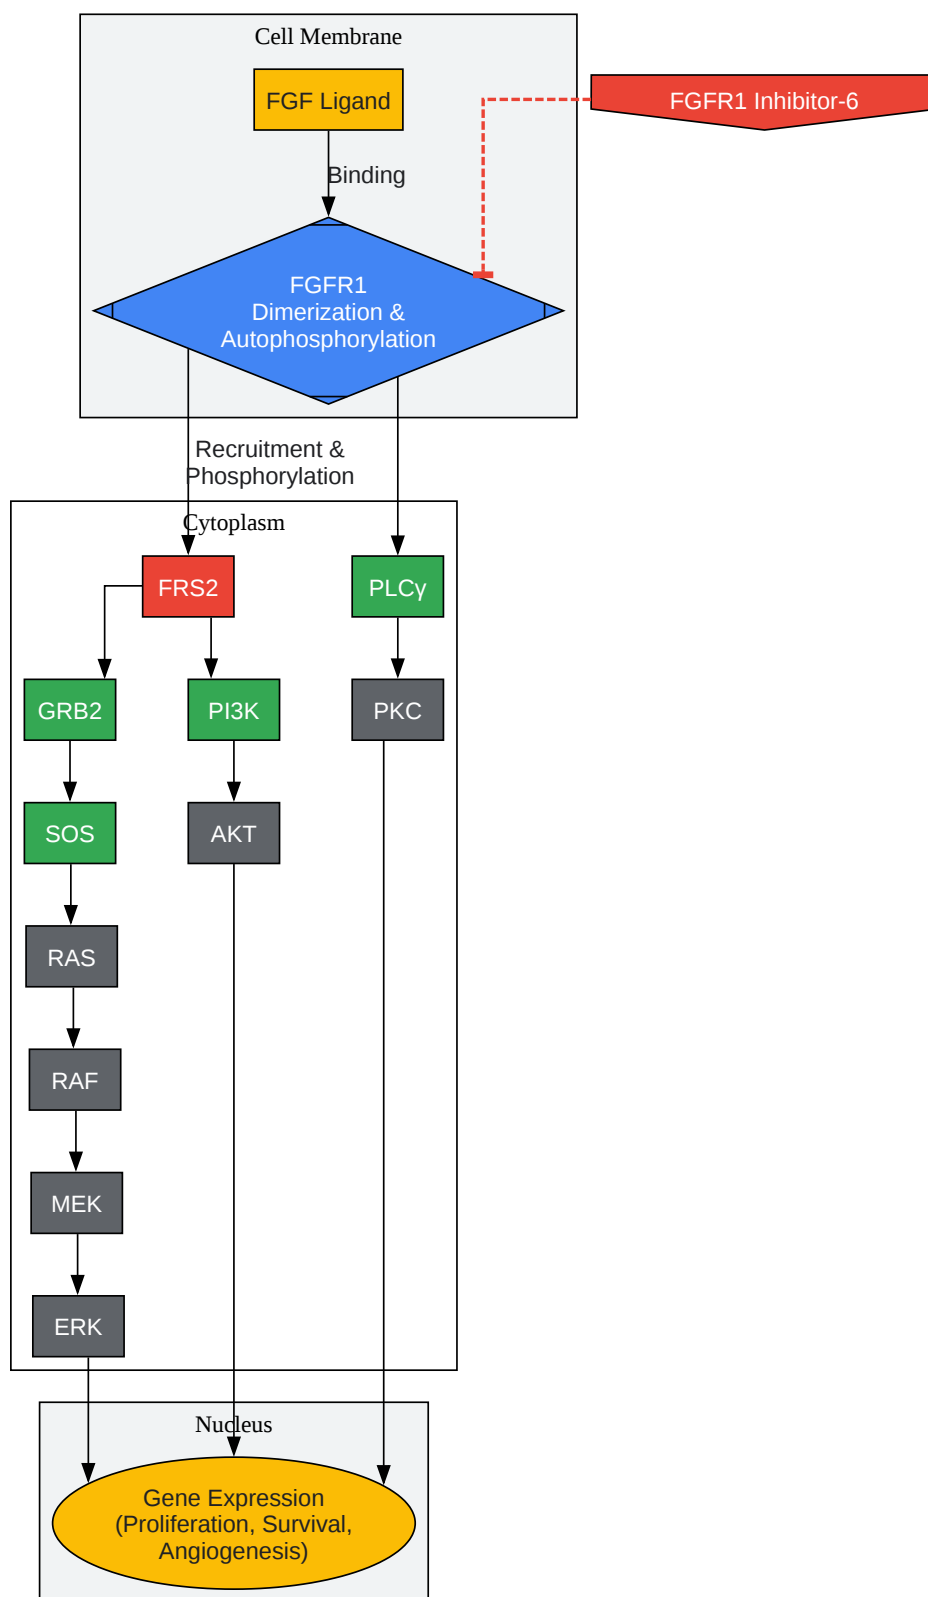 Cell Membrane
FGF Ligand
FGFR1 Inhibitor-6
Binding
FGFR1
Dimerization &
Autophosphorylation
Recruitment &
Phosphorylation
Cytoplasm
FRS2
PLCγ
GRB2
PI3K
PKC
SOS
AKT
RAS
RAF
MEK
ERK
Nucleus
Gene Expression
(Proliferation, Survival,
Angiogenesis)